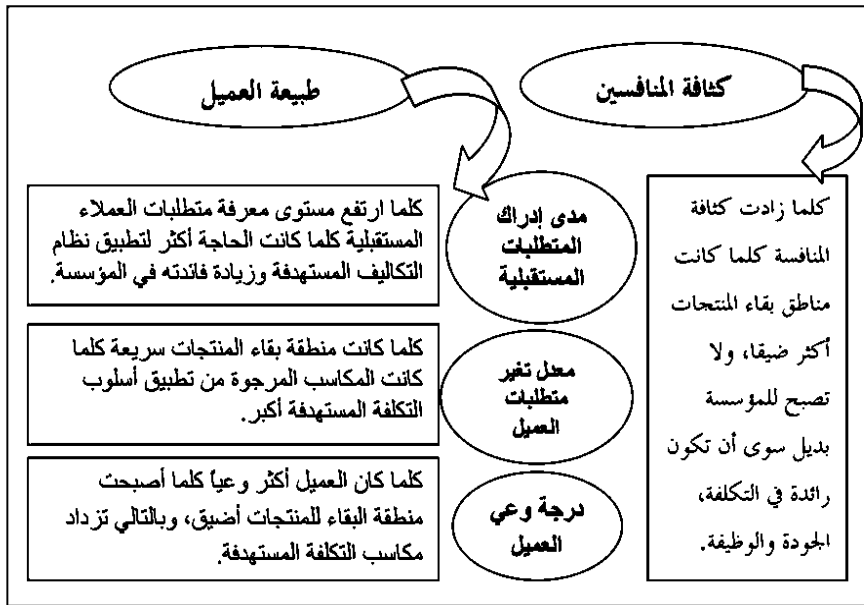 كثافة المنافسين
كلما زادت كثافة
المنافسة كلما كانت
مناطق بقاء المنتجات
أكثر ضيقا، ولا
تصبح للمؤسسة
بديل سوى أن تكون
رائدة في التكلفة،
الجودة والوظيفة.
طبيعة العميل
مدى إدراك
المتطلبات
المستقبلية
كلما ارتفع مستوى معرفة متطلبات العملاء
المستقبلية كلما كانت الحاجة أكثر لتطبيق نظام
التكاليف المستهدفة وزيادة فائدته في المؤسسة.
معدل تغير
متطلبات
العميل
كلما كانت منطقة بقاء المنتجات سريعة كلما
كانت المكاسب المرجوة من تطبيق أسلوب
التكلفة المستهدفة أكبر.
درجة وعي
العميل
كلما كان العميل أكثر وعياً كلما أصبحت
منطقة البقاء للمنتجات أضيق، وبالتالي تزداد
مكاسب التكلفة المستهدفة.